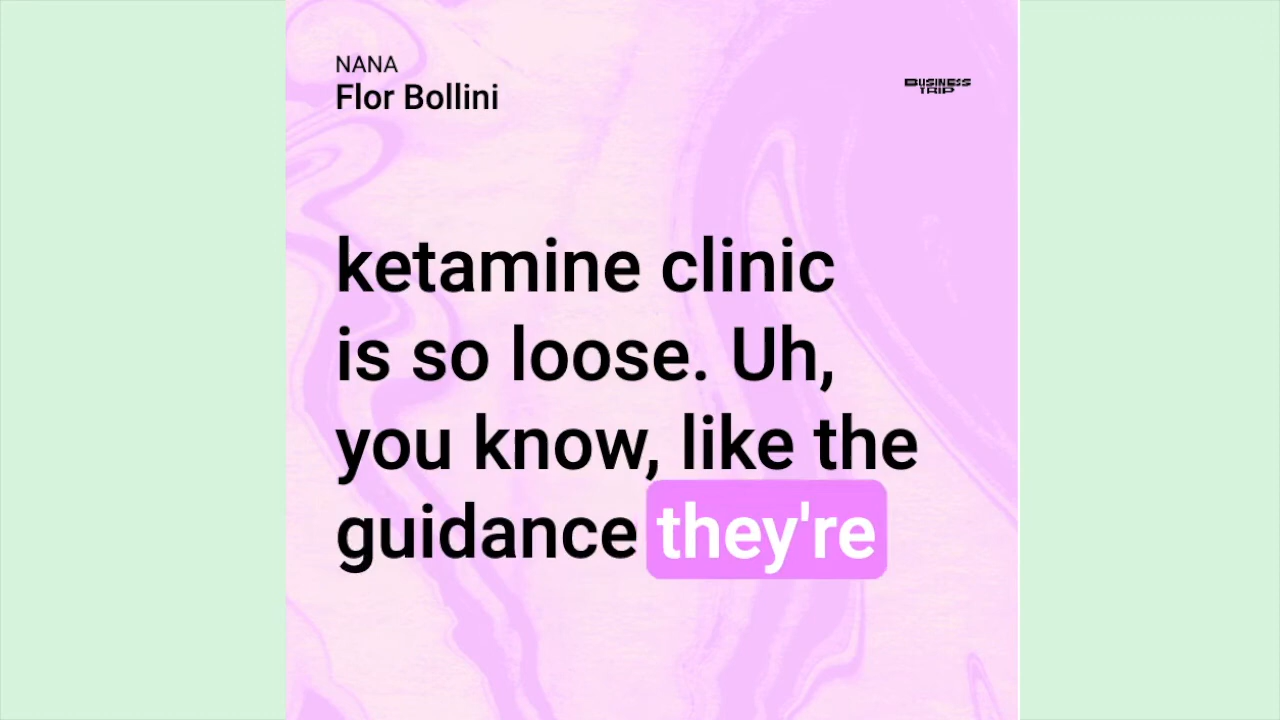 NANA
Flor Bollini
BUSINESS
TRIP
ketamine clinic
is so loose. Uh,
you know, like the
guidance they're